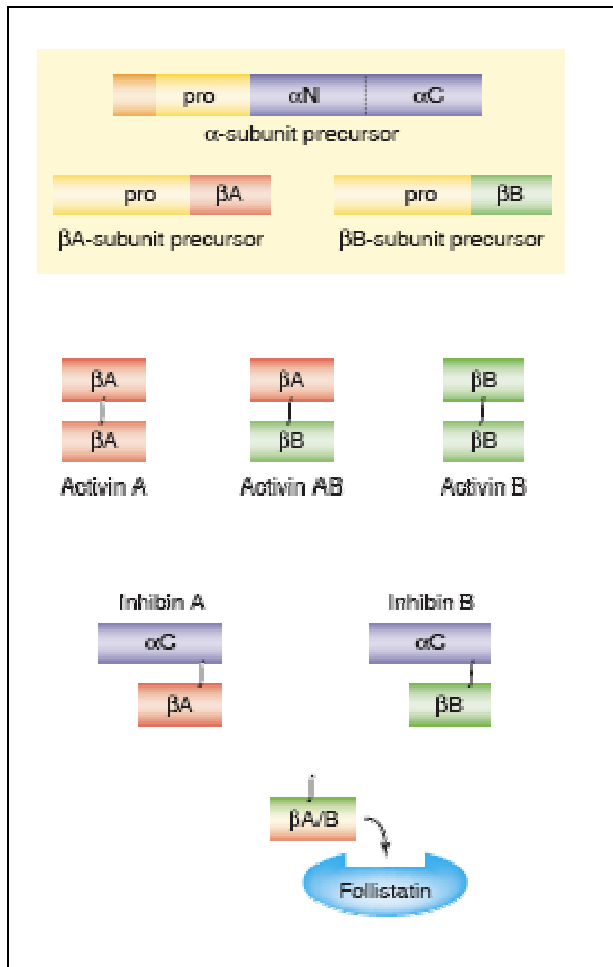 pro αN αC
α-subunit precursor
pro βA
βA-subunit precursor
pro βB
βB-subunit precursor
βA
βA
Activin A
βA
βB
Activin AB
βB
βB
Activin B
Inhibin A
αC
βA
Inhibin B
αC
βB
βA/B
Follistatin